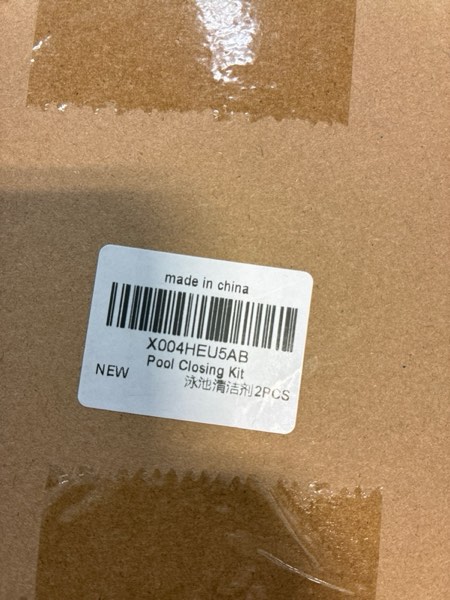 made in china
X004HEU5AB
Pool Closing Kit
NEW
泳池清洁剂2PCS